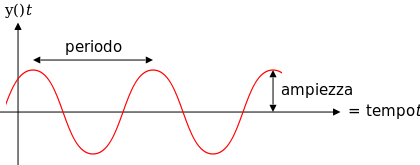 y()t
periodo
ampiezza
= tempot